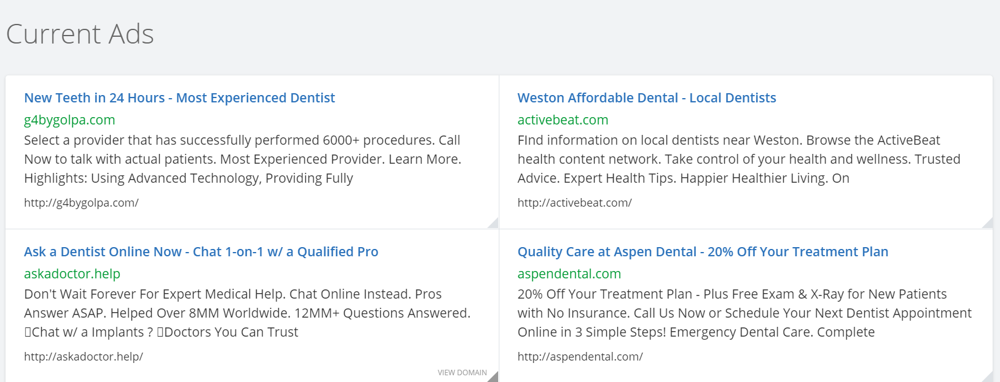 Current Ads
New Teeth in 24 Hours - Most Experienced Dentist
g4bygolpa.com
Select a provider that has successfully performed 6000+ procedures. Call
Now to talk with actual patients. Most Experienced Provider. Learn More.
Highlights: Using Advanced Technology, Providing Fully
http://g4bygolpa.com/
Weston Affordable Dental - Local Dentists
activebeat.com
FInd information on local dentists near Weston. Browse the ActiveBeat
health content network. Take control of your health and wellness. Trusted
Advice. Expert Health Tips. Happier Healthier Living. On
http://activebeat.com/
Ask a Dentist Online Now - Chat 1-on-1 w/ a Qualified Pro
askadoctor.help
Don't Wait Forever For Expert Medical Help. Chat Online Instead. Pros
Answer ASAP. Helped Over 8MM Worldwide. 12MM+ Questions Answered.
▯Chat w/ a Implants ? ▯Doctors You Can Trust
http://askadoctor.help/
VIEW DOMAIN
Quality Care at Aspen Dental - 20% Off Your Treatment Plan
aspendental.com
20% Off Your Treatment Plan - Plus Free Exam & X-Ray for New Patients
with No Insurance. Call Us Now or Schedule Your Next Dentist Appointment
Online in 3 Simple Steps! Emergency Dental Care. Complete
http://aspendental.com/